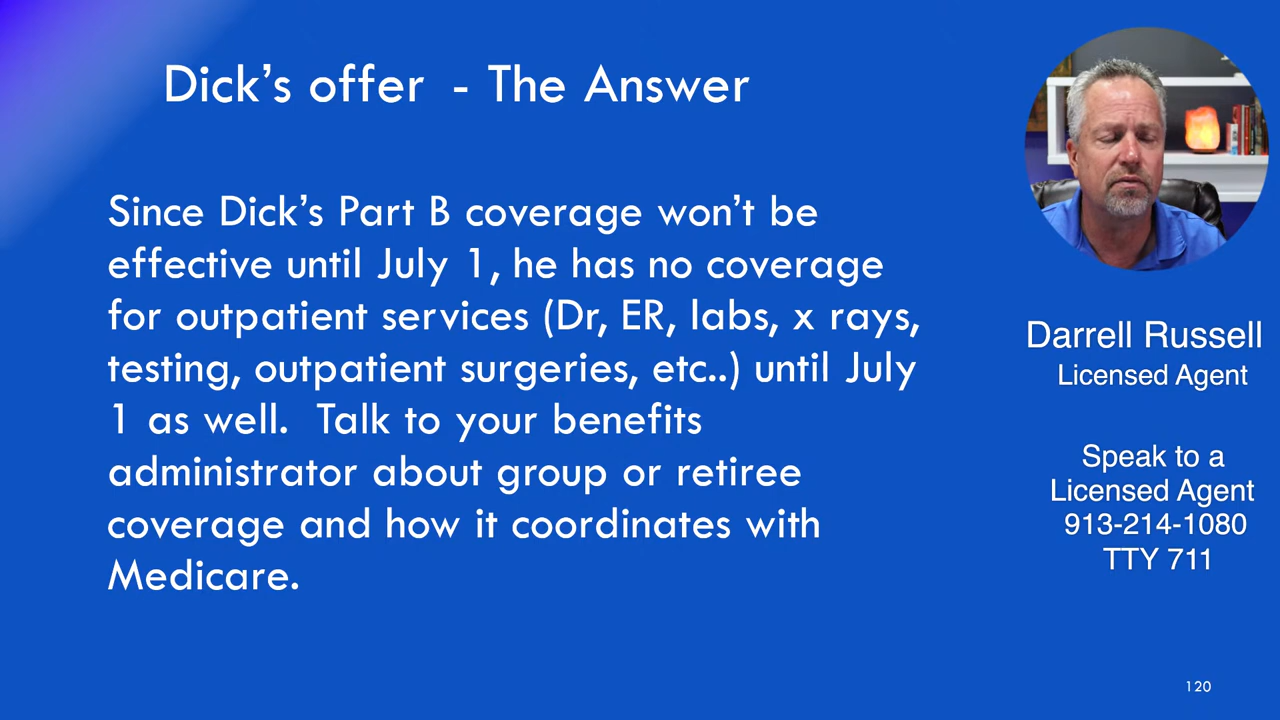 Dick's offer - The Answer
Since Dick's Part B coverage won't be
effective until July 1, he has no coverage
for outpatient services (Dr, ER, labs, x rays,
testing, outpatient surgeries, etc..) until July
1 as well. Talk to your benefits
administrator about group or retiree
coverage and how it coordinates with
Medicare.
Darrell Russell
Licensed Agent
Speak to a
Licensed Agent
913-214-1080
TTY 711
120